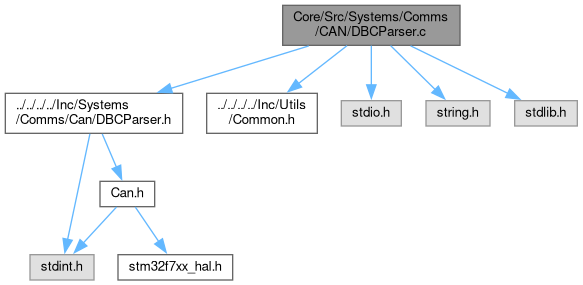 Core/Src/Systems/Comms
/CAN/DBCParser.c
../../../../Inc/Systems
/Comms/Can/DBCParser.h
../../../../Inc/Utils
/Common.h
stdio.h
string.h
stdlib.h
Can.h
stdint.h
stm32f7xx_hal.h